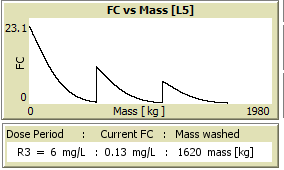 FC vs Mass [L5]
23.1
FC
0
0 Mass [ kg ] 1980
Dose Period : Current FC : Mass washed
R3 = 6 mg/L : 0.13 mg/L : 1620 mass [kg]